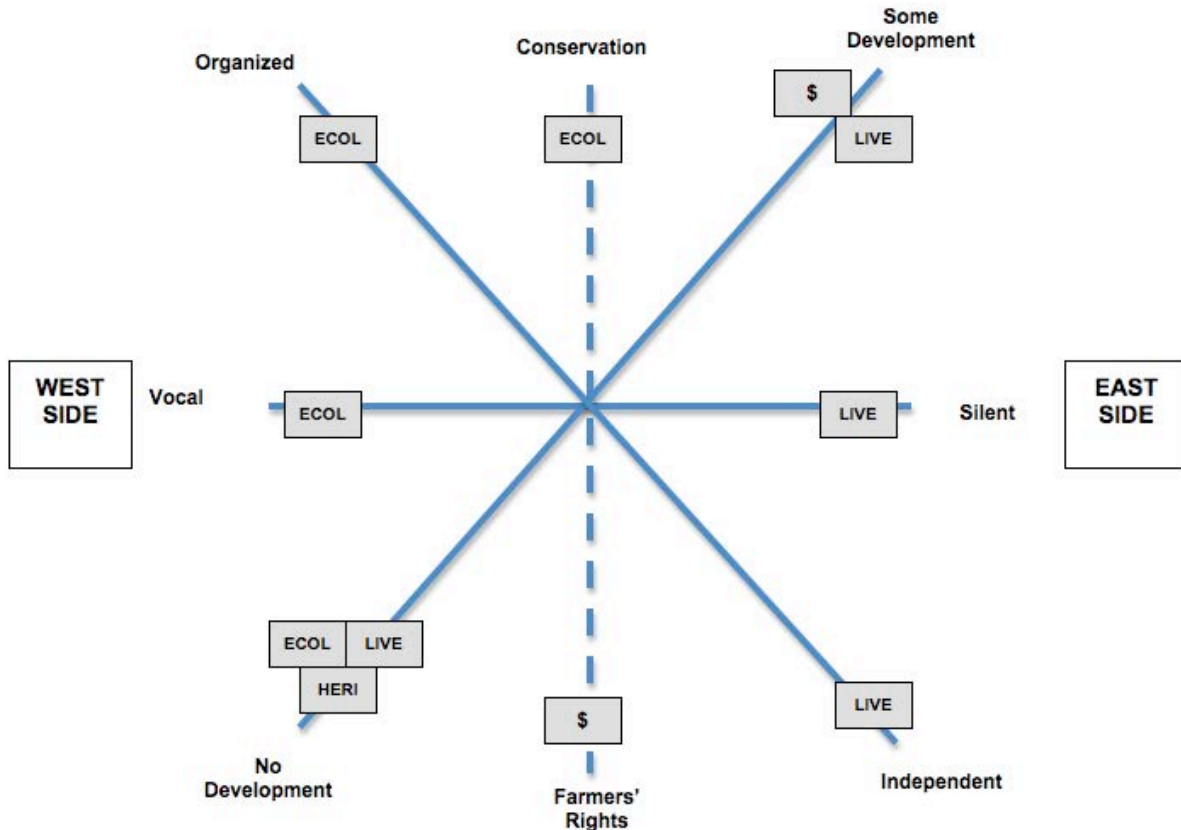 Some
Development
Conservation
Organized
$
ECOL
ECOL
LIVE
WEST
SIDE
Vocal
ECOL
LIVE
Silent
EAST
SIDE
ECOL
LIVE
HERI
$
LIVE
No
Development
Farmers'
Rights
Independent